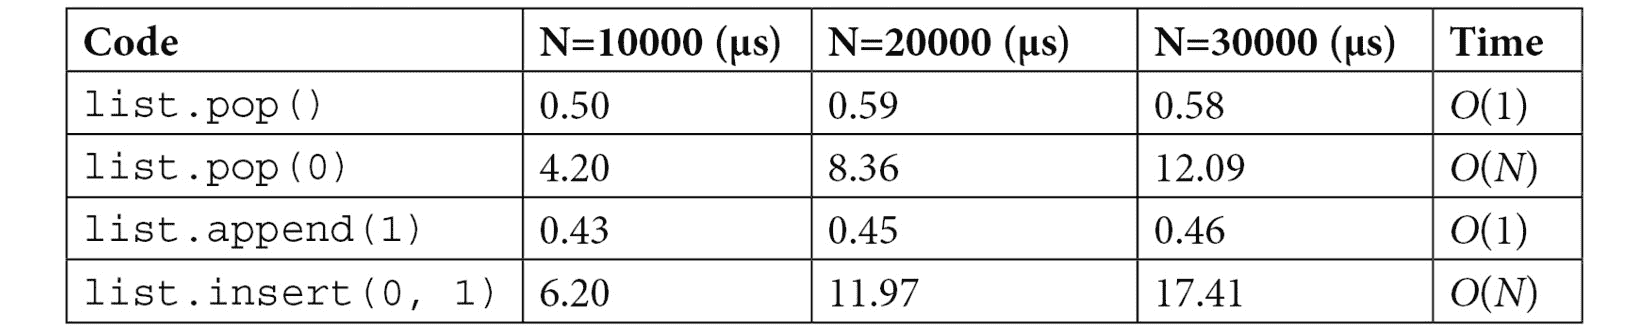 Code N=10000 (µs) N=20000 (µs) N=30000 (µs) Time
list.pop() 0.50 0.59 0.58 O(1)
list.pop(0) 4.20 8.36 12.09 O(N)
list.append(1) 0.43 0.45 0.46 O(1)
list.insert(0, 1) 6.20 11.97 17.41 O(N)